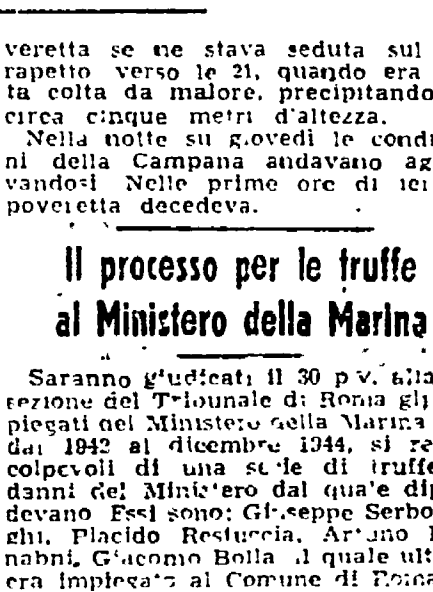 veretta se ne stava seduta sul
rapetto verso le 21, quando era
ta colta da malore, precipitando
circa cinque metri d'altezza.
Nella notte su giovedì le condi
ni della Campana andavano ag
vandosi Nelle prime ore di ieri
poveretta decedeva.
Il processo per le truffe
al Ministero della Marina
Saranno giudicati il 30 p v. alla
sezione del Tribunale di Roma gli
piegati del Ministero della Marina
dal 1942 al dicembre 1944, si re
colpevoli di una serie di truffe
danni del Ministero dal quale dip
devano Essi sono: Giuseppe Serbo
ghi, Placido Restuccia, Arturo
nabni, Giacomo Bolla il quale ult
era impiegato al Comune di Roma